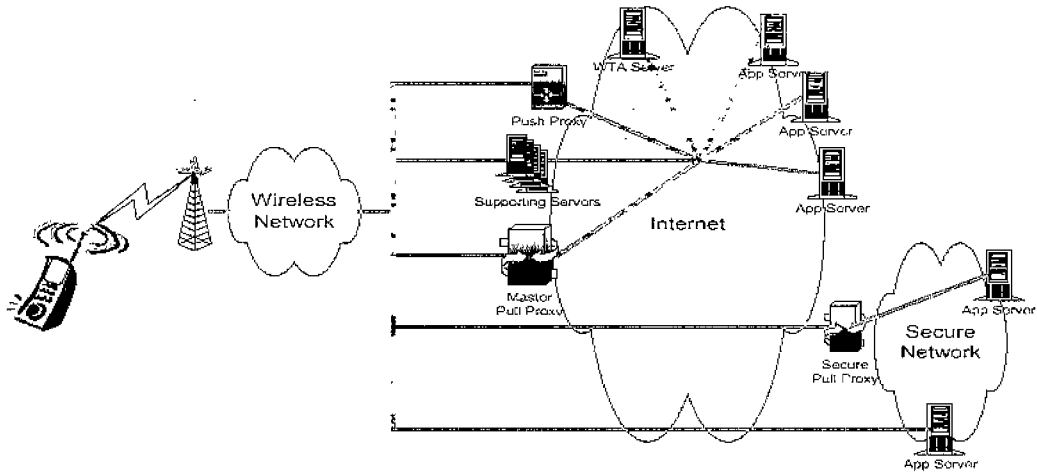 WTA Server
App Server
Push Proxy
App Server
Wireless
Network
Supporting Servers
App Server
Internet
Master
Pull Proxy
App Server
Secure
Network
Secure
Pull Proxy
App Server